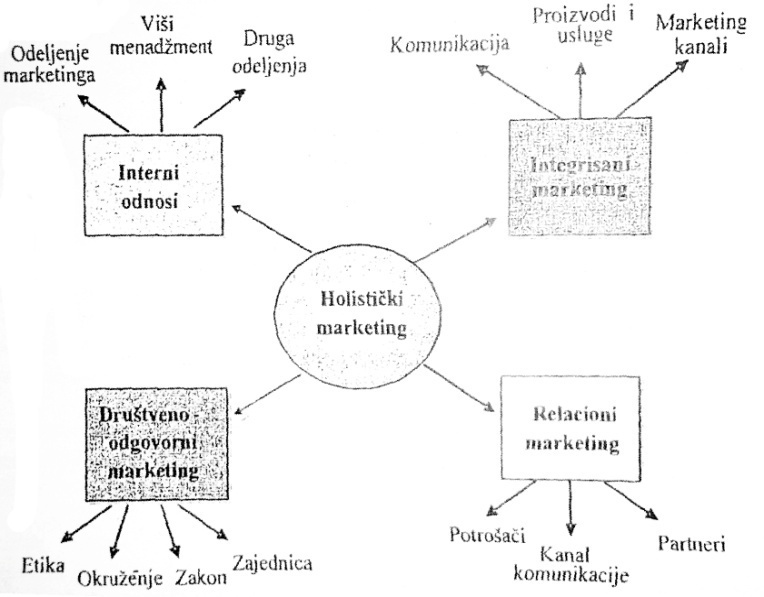 Odeljenje
marketinga
Viši
menadžment
Druga
odeljenja
Komunikacija
Proizvodi i
usluge
Marketing
kanali
Interni
odnosi
Integrisani
marketing
Holistički
marketing
Društveno
odgovorni
marketing
Relacioni
marketing
Etika
Okruženje
Zakon
Zajednica
Potrošači
Kanal
komunikacije
Partneri